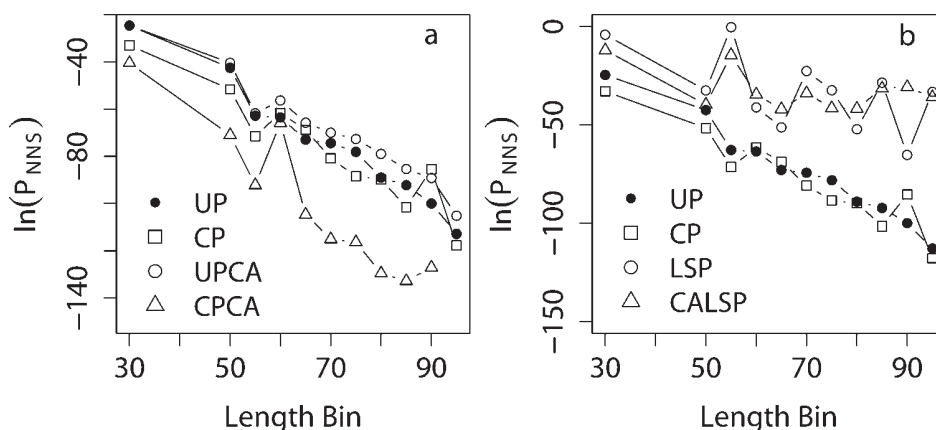 a
ln(P_NNS)
−40
−80
−140
UP
CP
UPCA
CPCA
30
50
70
90
Length Bin
b
ln(P_NNS)
0
−50
−100
−150
UP
CP
LSP
CALSP
30
50
70
90
Length Bin